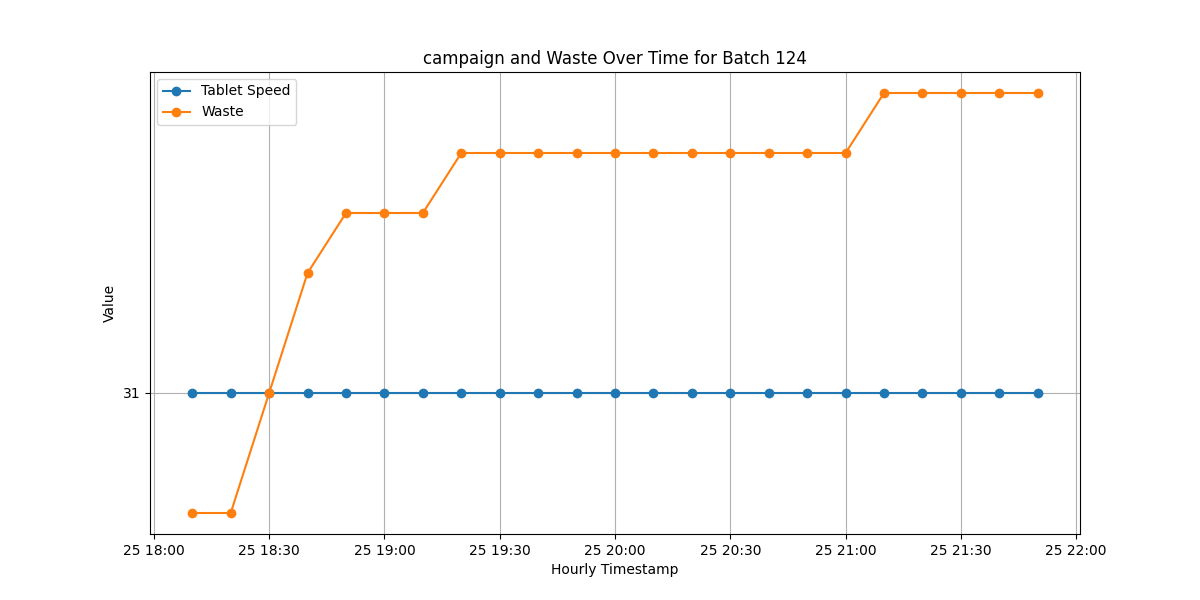 campaign and Waste Over Time for Batch 124
Tablet Speed
Waste
Value
31
25 18:00 25 18:30 25 19:00 25 19:30 25 20:00 25 20:30 25 21:00 25 21:30 25 22:00
Hourly Timestamp